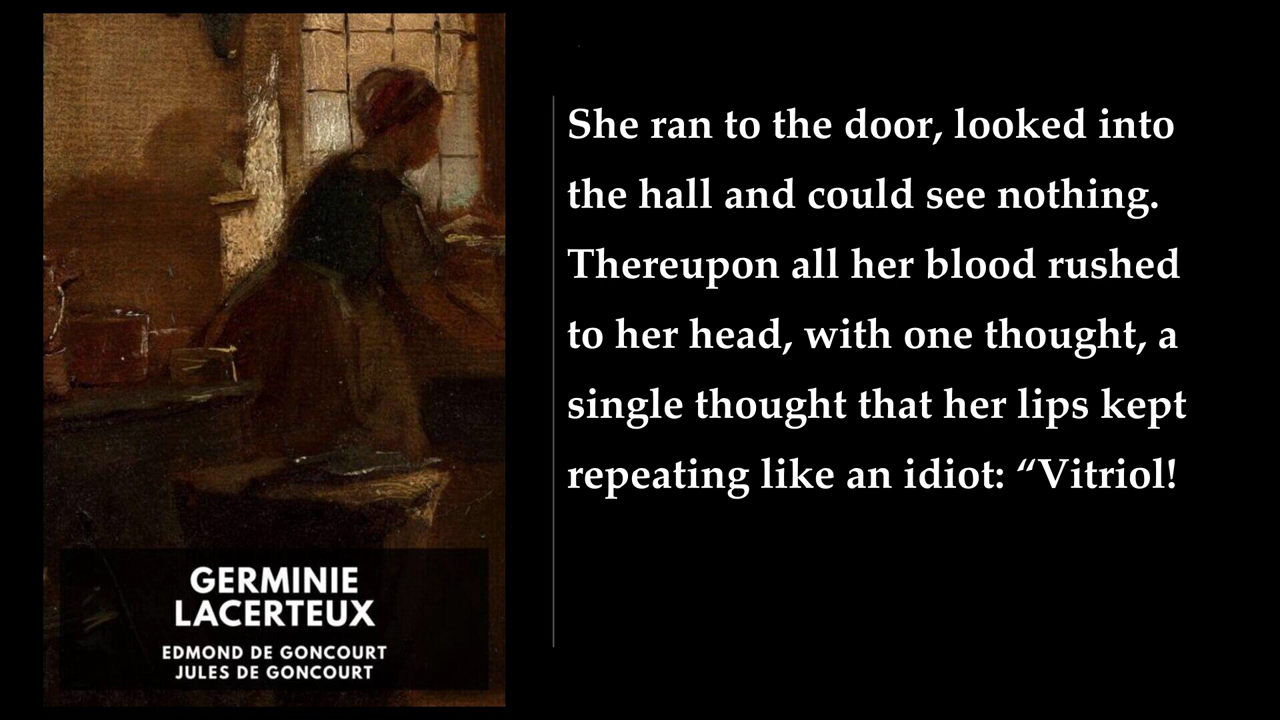 GERMINIE
LACERTEUX
EDMOND DE GONCOURT
JULES DE GONCOURT
She ran to the door, looked into
the hall and could see nothing.
Thereupon all her blood rushed
to her head, with one thought, a
single thought that her lips kept
repeating like an idiot: “Vitriol!